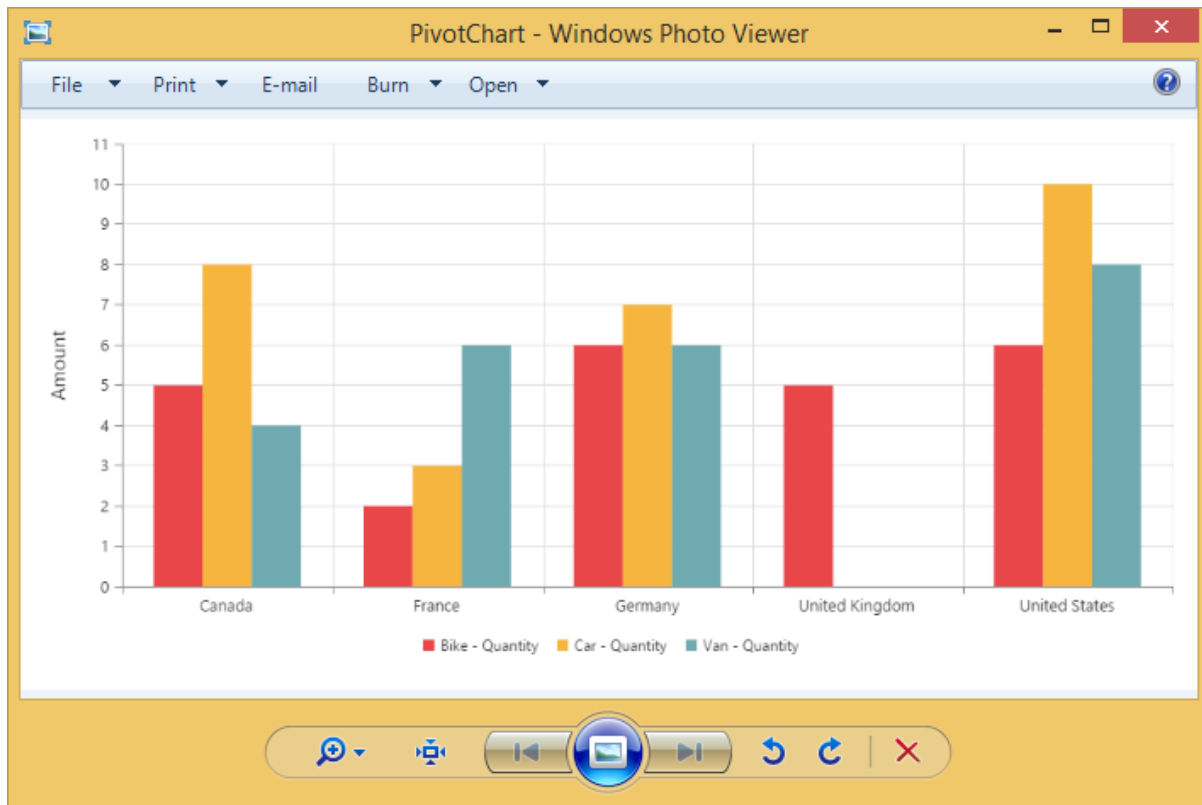 PivotChart - Windows Photo Viewer
File Print E-mail Burn Open
11
10
9
8
7
6
5
4
3
2
1
0
Amount
Canada France Germany United Kingdom United States
Bike - Quantity Car - Quantity Van - Quantity